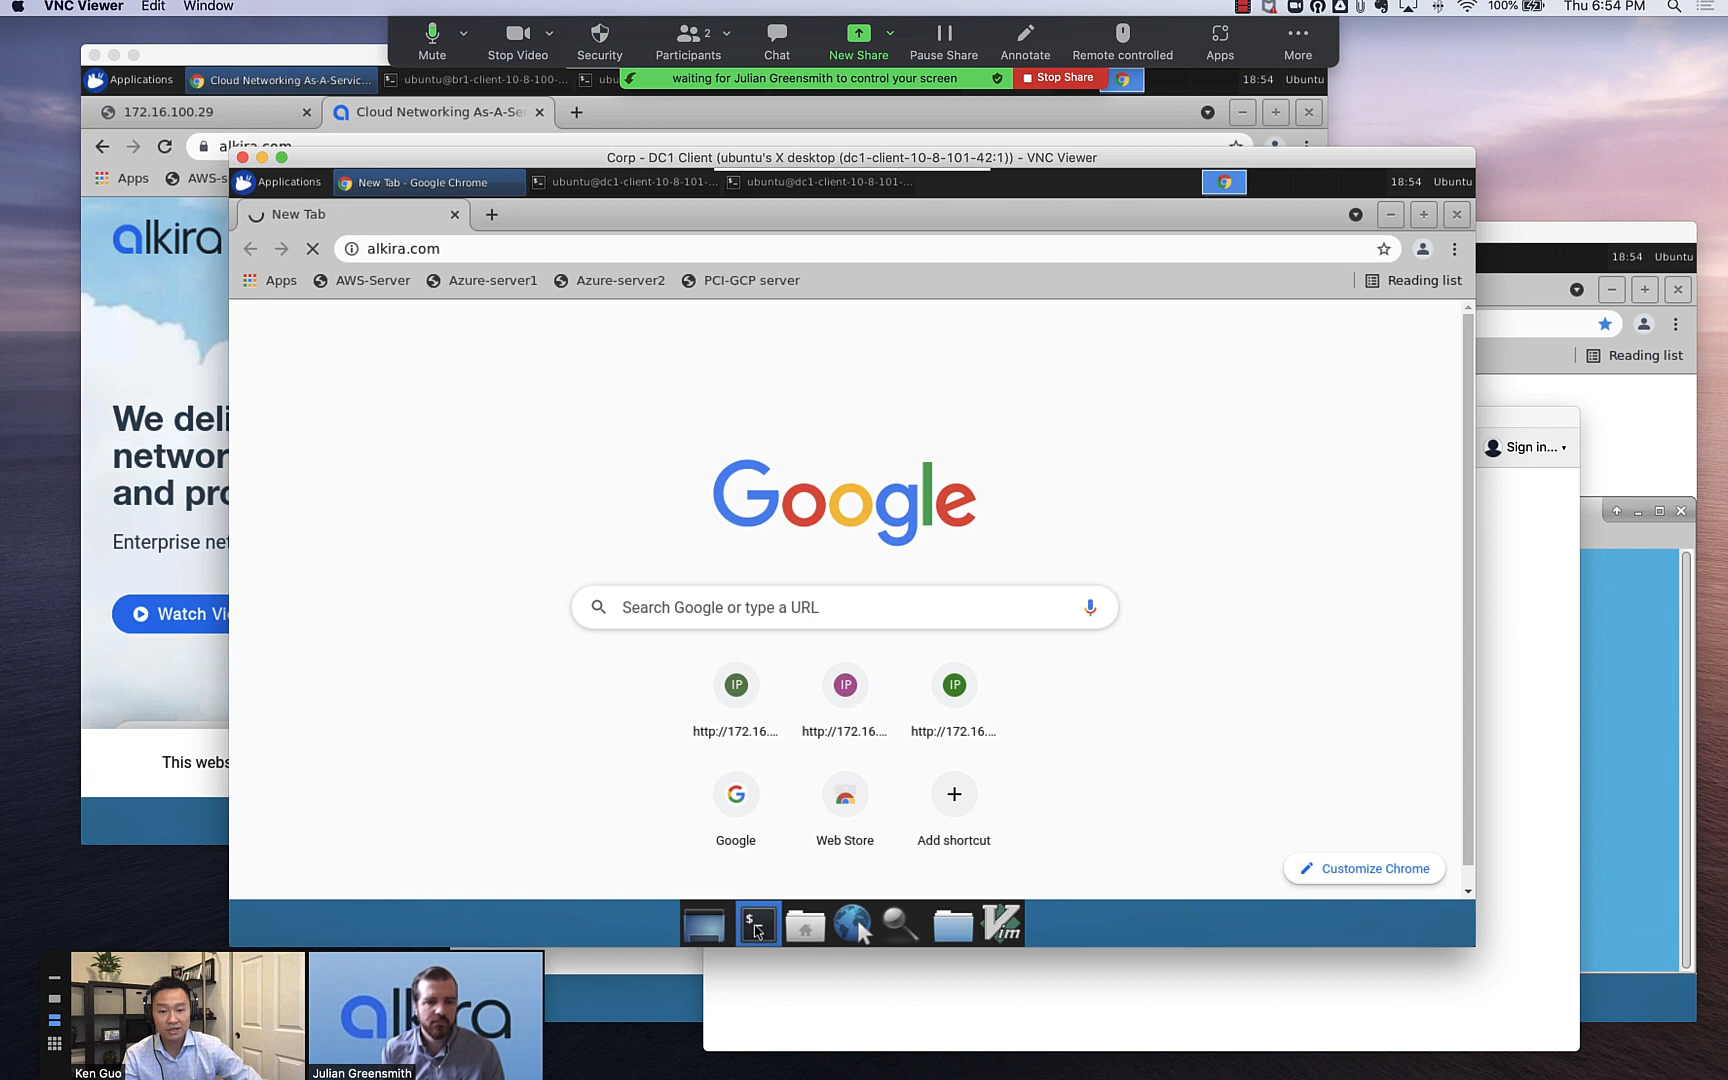 VNC Viewer Edit Window
100% Thu 6:54 PM
Mute Stop Video Security Participants 2 Chat New Share Pause Share Annotate Remote controlled Apps More
waiting for Julian Greensmith to control your screen Stop Share
Applications Cloud Networking As-A-Servic... ubuntu@br1-client-10-8-100-... ubu 18:54 Ubuntu
172.16.100.29 Cloud Networking As-A-Se
alkira.com
Apps AWS-S
Corp - DC1 Client (ubuntu's X desktop (dc1-client-10-8-101-42:1)) - VNC Viewer
Applications New Tab - Google Chrome ubuntu@dc1-client-10-8-101-... ubuntu@dc1-client-10-8-101-... 18:54 Ubuntu
New Tab
alkira.com
Apps AWS-Server Azure-server1 Azure-server2 PCI-GCP server Reading list
18:54 Ubuntu
Reading list
alkira
We deli
networ
and pro
Enterprise net
Watch Vi
This webs
Sign in...
Google
Search Google or type a URL
IP IP IP
http://172.16.... http://172.16.... http://172.16....
Google Web Store Add shortcut
Customize Chrome
$
Vim
alkira
Ken Guo Julian Greensmith